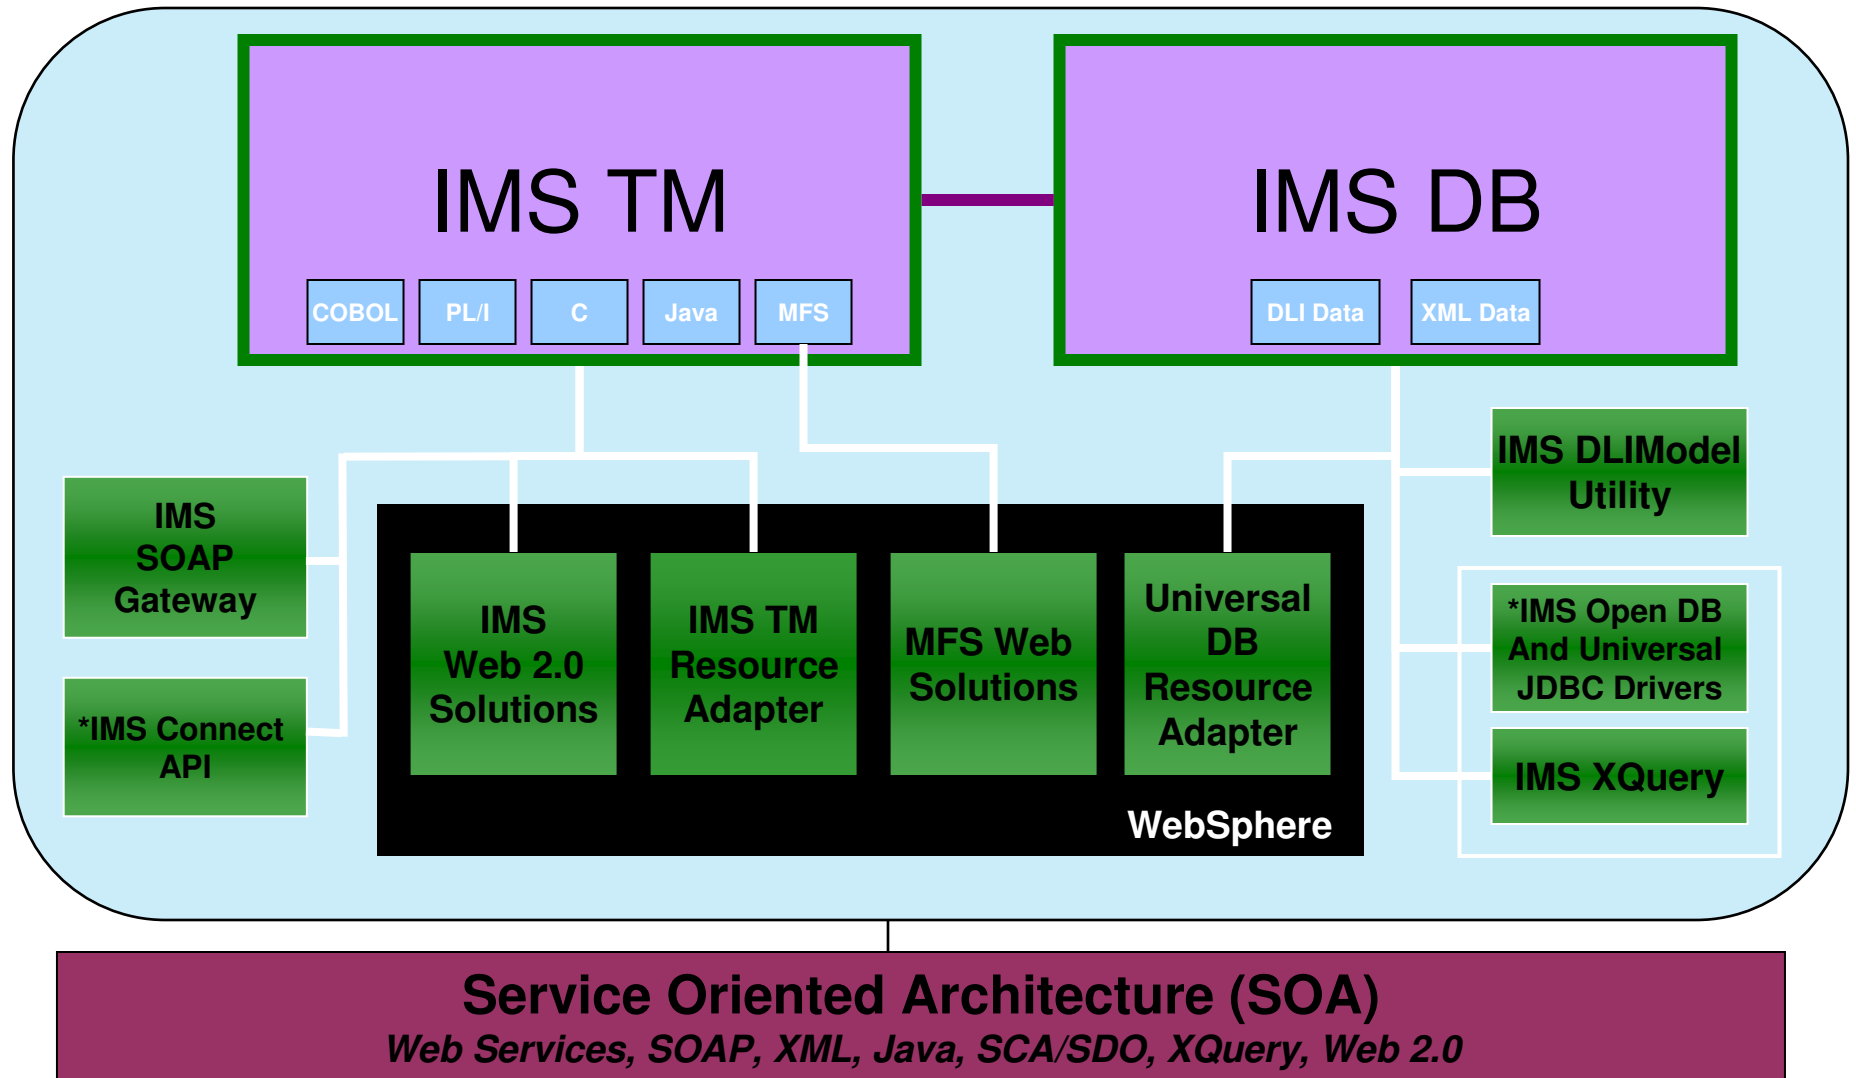 IMS TM
IMS DB
COBOL
PL/I
C
Java
MFS
DLI Data
XML Data
IMS DLIModel
Utility
IMS
SOAP
Gateway
*IMS Connect
API
IMS
Web 2.0
Solutions
IMS TM
Resource
Adapter
MFS Web
Solutions
Universal
DB
Resource
Adapter
WebSphere
*IMS Open DB
And Universal
JDBC Drivers
IMS XQuery
Service Oriented Architecture (SOA)
Web Services, SOAP, XML, Java, SCA/SDO, XQuery, Web 2.0